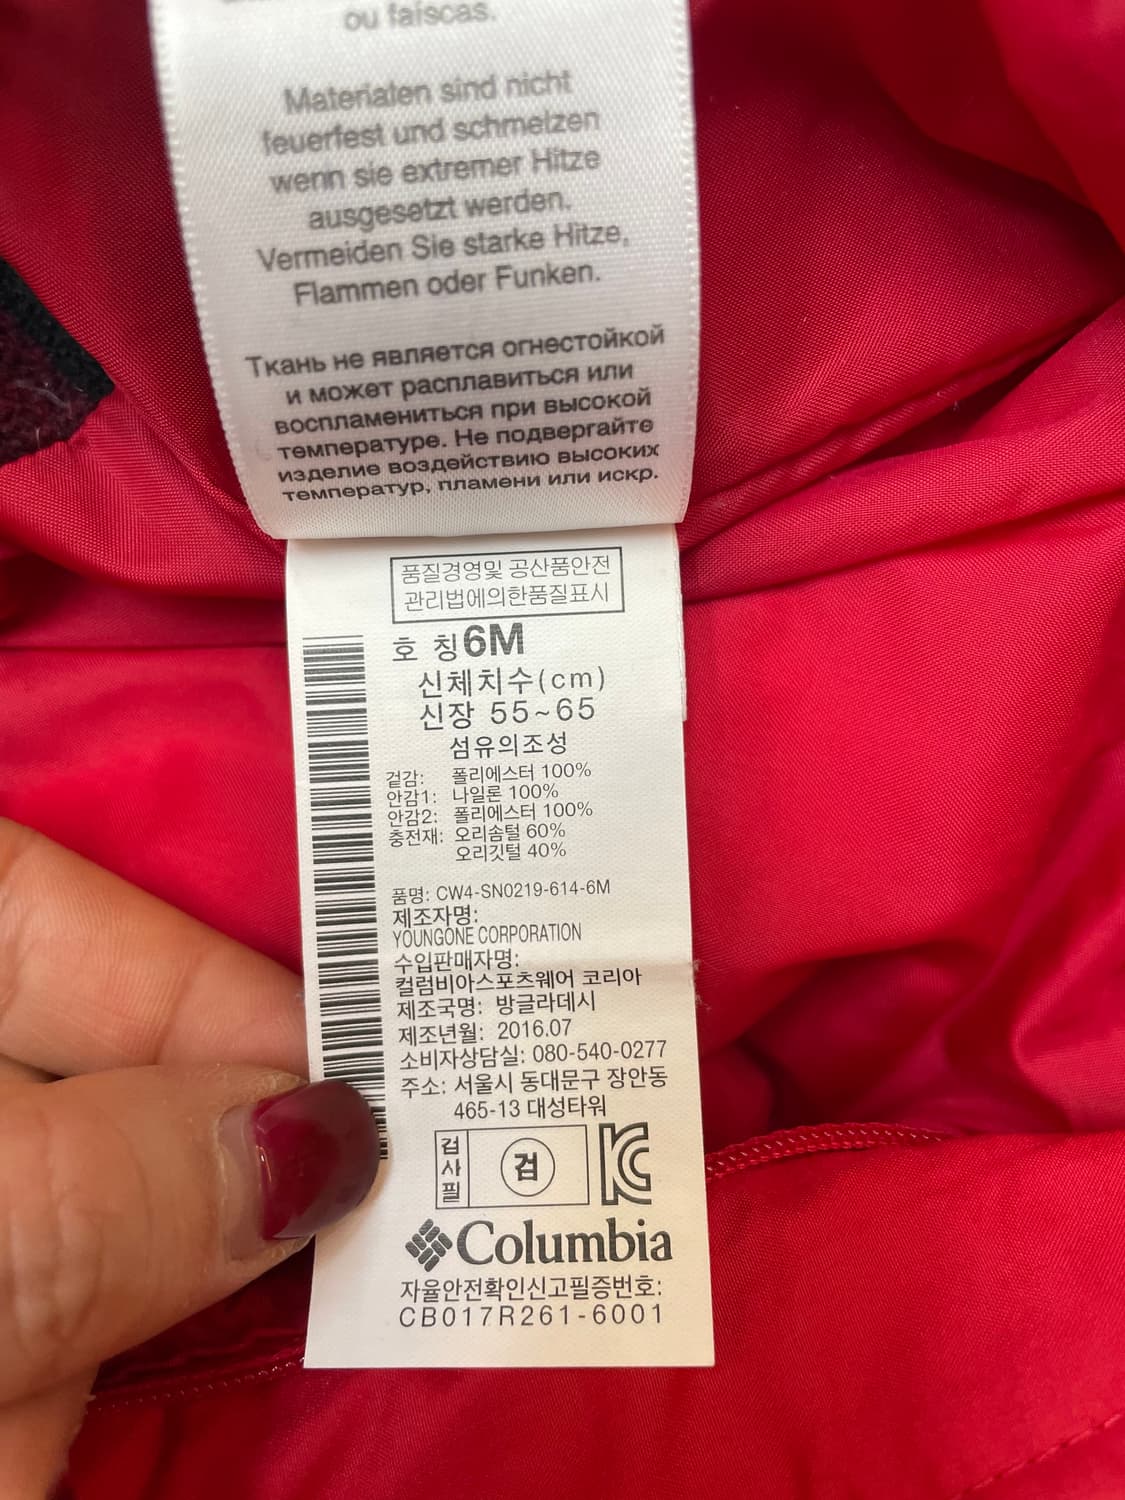 ou faíscas.
Materialen sind nicht
feuerfest und schmelzen
wenn sie extremer Hitze
ausgesetzt werden.
Vermeiden Sie starke Hitze,
Flammen oder Funken.
Ткань не является огнестойкой
и может расплавиться или
воспламениться при высокой
температуре. Не подвергайте
изделие воздействию высоких
температур, пламени или искр.
품질경영및 공산품안전
관리법에의한품질표시
호 칭 6M
신체치수(cm)
신장 55~65
섬유의조성
겉감: 폴리에스터 100%
안감1: 나일론 100%
안감2: 폴리에스터 100%
충전재: 오리솜털 60%
오리깃털 40%
품명: CW4-SN0219-614-6M
제조자명:
YOUNGONE CORPORATION
수입판매자명:
컬럼비아스포츠웨어 코리아
제조국명: 방글라데시
제조년월: 2016.07
소비자상담실: 080-540-0277
주소: 서울시 동대문구 장안동
465-13 대성타워
검사필 검 KC
Columbia
자율안전확인신고필증번호:
CB017R261-6001